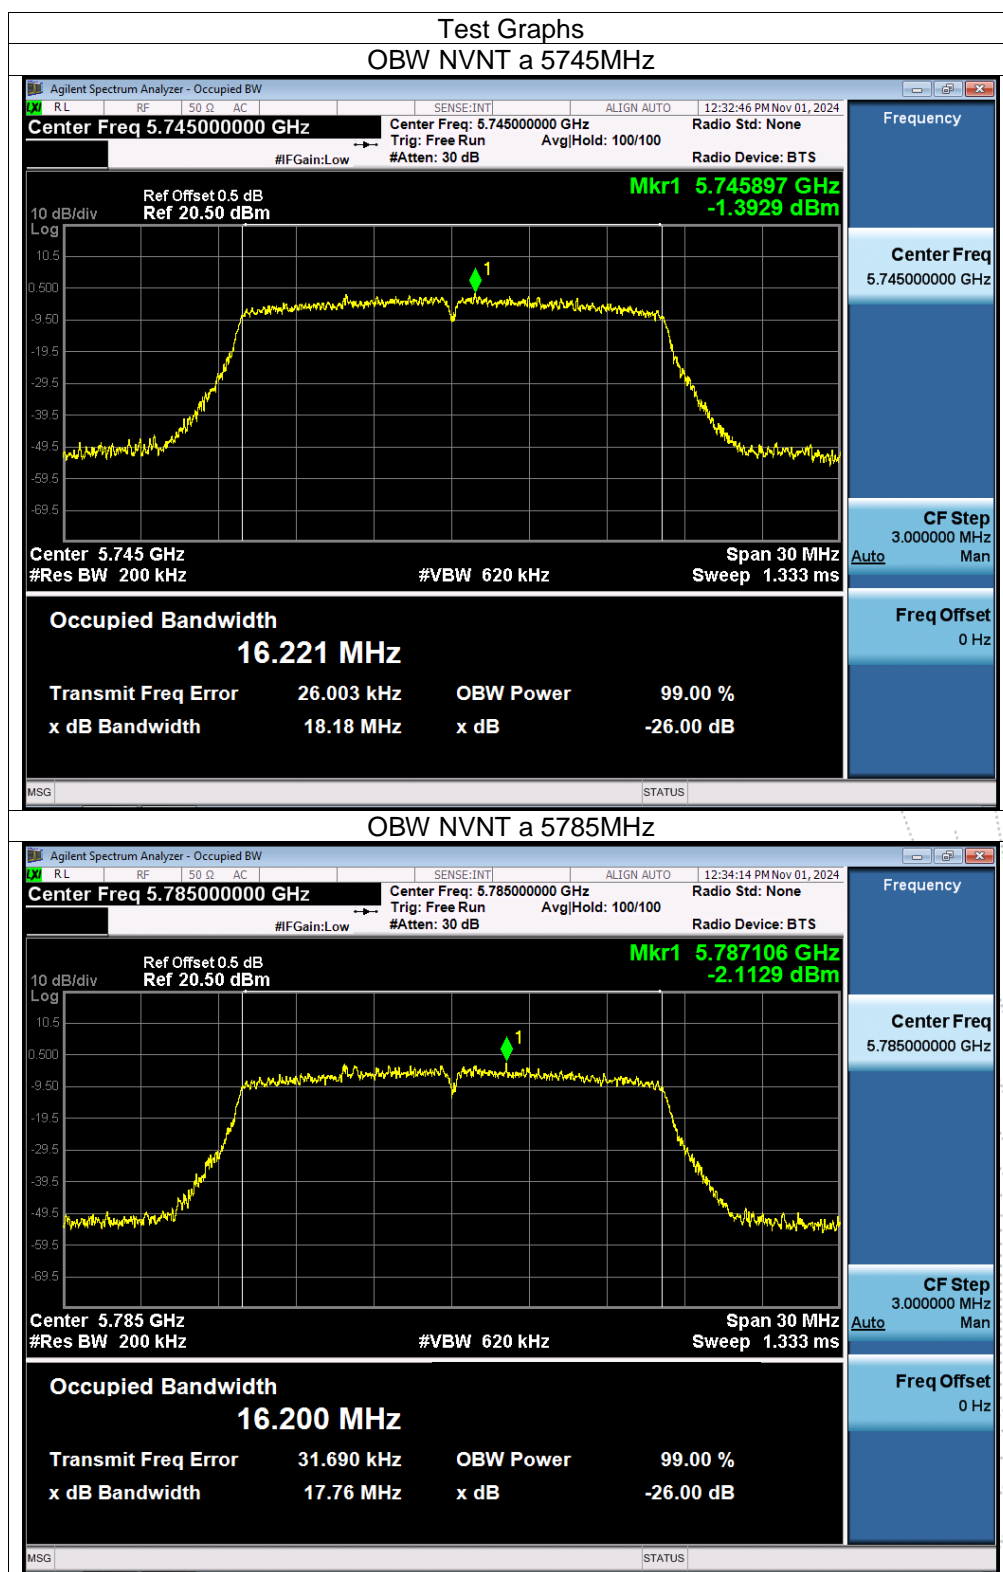 Test Graphs
OBW NVNT a 5745MHz
Agilent Spectrum Analyzer - Occupied BW
LXI RL RF 50 Ω AC SENSE:INT ALIGN AUTO 12:32:46 PM Nov 01, 2024
Center Freq 5.745000000 GHz
Center Freq: 5.745000000 GHz
Radio Std: None
Trig: Free Run Avg|Hold: 100/100
#IFGain:Low #Atten: 30 dB Radio Device: BTS
Frequency
Mkr1 5.745897 GHz
-1.3929 dBm
Ref Offset 0.5 dB
10 dB/div Ref 20.50 dBm
Log
10.5
0.500
-9.50
-19.5
-29.5
-39.5
-49.5
-59.5
-69.5
1
Center 5.745 GHz Span 30 MHz
#Res BW 200 kHz #VBW 620 kHz Sweep 1.333 ms
Center Freq
5.745000000 GHz
CF Step
3.000000 MHz
Auto Man
Freq Offset
0 Hz
Occupied Bandwidth
16.221 MHz
Transmit Freq Error 26.003 kHz OBW Power 99.00 %
x dB Bandwidth 18.18 MHz x dB -26.00 dB
MSG STATUS
OBW NVNT a 5785MHz
Agilent Spectrum Analyzer - Occupied BW
LXI RL RF 50 Ω AC SENSE:INT ALIGN AUTO 12:34:14 PM Nov 01, 2024
Center Freq 5.785000000 GHz
Center Freq: 5.785000000 GHz
Radio Std: None
Trig: Free Run Avg|Hold: 100/100
#IFGain:Low #Atten: 30 dB Radio Device: BTS
Frequency
Mkr1 5.787106 GHz
-2.1129 dBm
Ref Offset 0.5 dB
10 dB/div Ref 20.50 dBm
Log
10.5
0.500
-9.50
-19.5
-29.5
-39.5
-49.5
-59.5
-69.5
1
Center 5.785 GHz Span 30 MHz
#Res BW 200 kHz #VBW 620 kHz Sweep 1.333 ms
Center Freq
5.785000000 GHz
CF Step
3.000000 MHz
Auto Man
Freq Offset
0 Hz
Occupied Bandwidth
16.200 MHz
Transmit Freq Error 31.690 kHz OBW Power 99.00 %
x dB Bandwidth 17.76 MHz x dB -26.00 dB
MSG STATUS